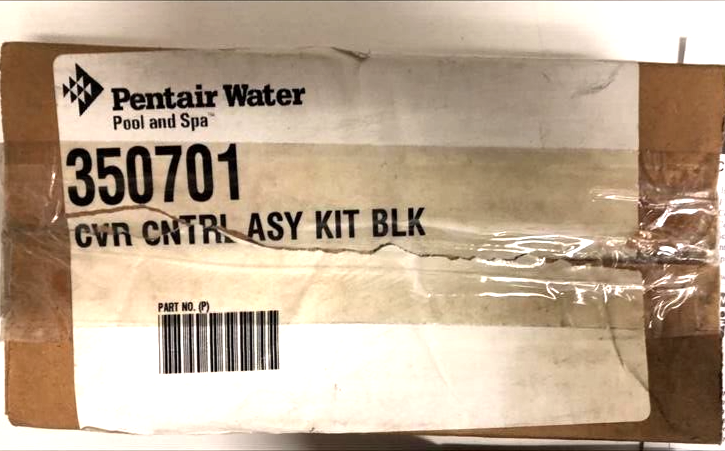 Pentair Water
Pool and Spa™
350701
CVR CNTRL ASY KIT BLK
PART NO. (P)